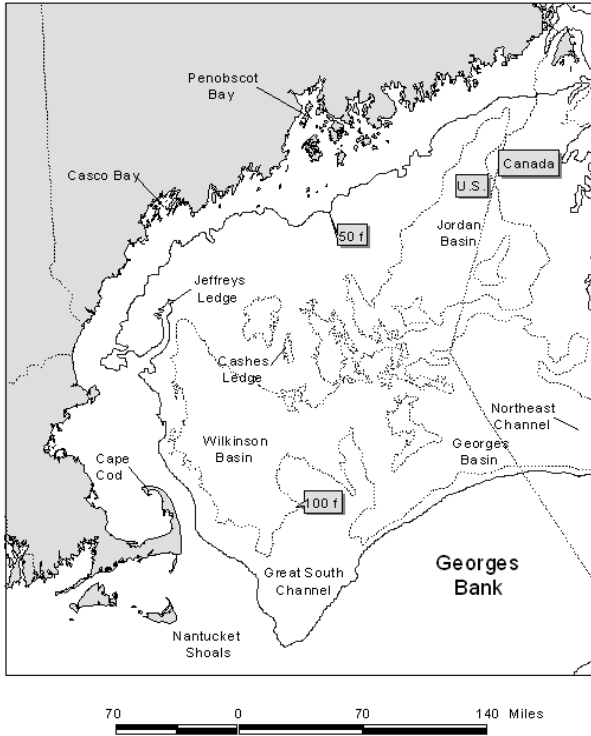 Penobscot
Bay
Casco Bay
Canada
U.S.
50 f
Jordan
Basin
Jeffreys
Ledge
Cashes
Ledge
Northeast
Channel
Wilkinson
Basin
Georges
Basin
Cape
Cod
100 f
Georges
Bank
Great South
Channel
Nantucket
Shoals
70 0 70 140 Miles